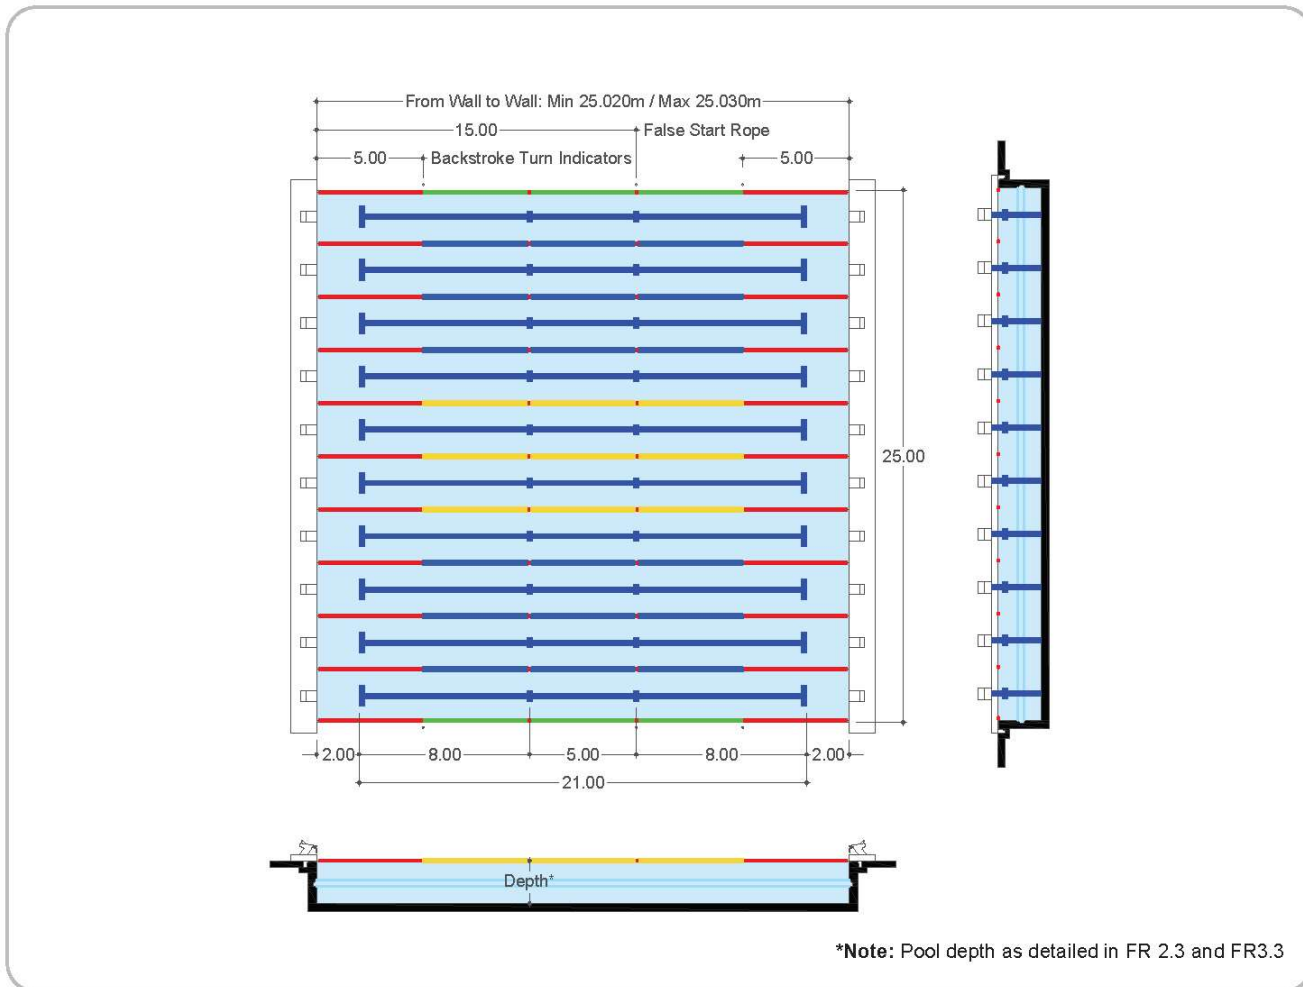 From Wall to Wall: Min 25.020m / Max 25.030m
15.00 False Start Rope
5.00 Backstroke Turn Indicators 5.00
25.00
2.00 8.00 5.00 8.00 2.00
21.00
Depth*
*Note: Pool depth as detailed in FR 2.3 and FR3.3